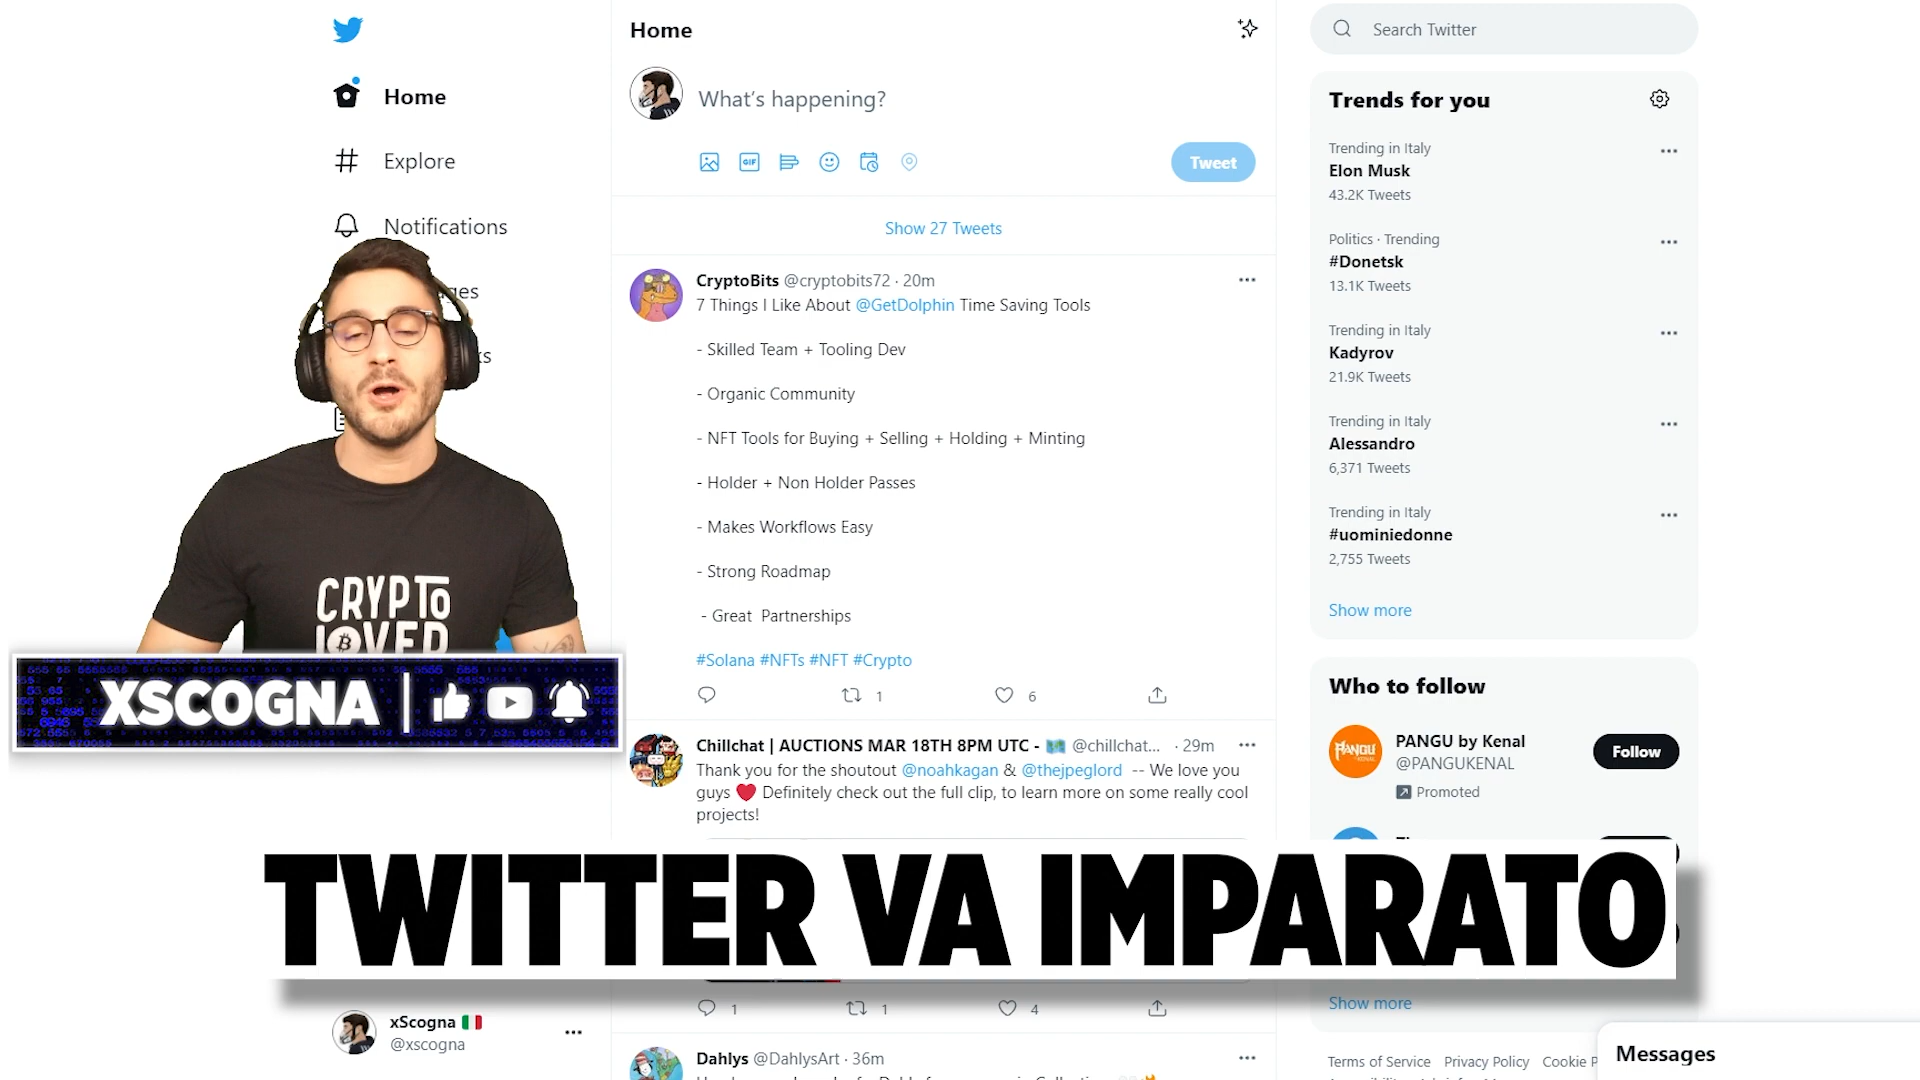 Home
Explore
Notifications
Home
What's happening?
GIF
Tweet
Show 27 Tweets
CryptoBits @cryptobits72 · 20m
7 Things I Like About @GetDolphin Time Saving Tools
- Skilled Team + Tooling Dev
- Organic Community
- NFT Tools for Buying + Selling + Holding + Minting
- Holder + Non Holder Passes
- Makes Workflows Easy
- Strong Roadmap
- Great Partnerships
#Solana #NFTs #NFT #Crypto
1
6
Chillchat | AUCTIONS MAR 18TH 8PM UTC - @chillchat... · 29m
Thank you for the shoutout @noahkagan & @thejpeglord -- We love you
guys Definitely check out the full clip, to learn more on some really cool
projects!
1
1
4
Dahlys @DahlysArt · 36m
Search Twitter
Trends for you
Trending in Italy
Elon Musk
43.2K Tweets
Politics · Trending
#Donetsk
13.1K Tweets
Trending in Italy
Kadyrov
21.9K Tweets
Trending in Italy
Alessandro
6,371 Tweets
Trending in Italy
#uominiedonne
2,755 Tweets
Show more
Who to follow
PANGU by Kenal
@PANGUKENAL
Promoted
Follow
PANGU
Show more
Terms of Service Privacy Policy Cookie P
Messages
CRYPTO
LOVER
XSCOGNA
TWITTER VA IMPARATO
xScogna
@xscogna